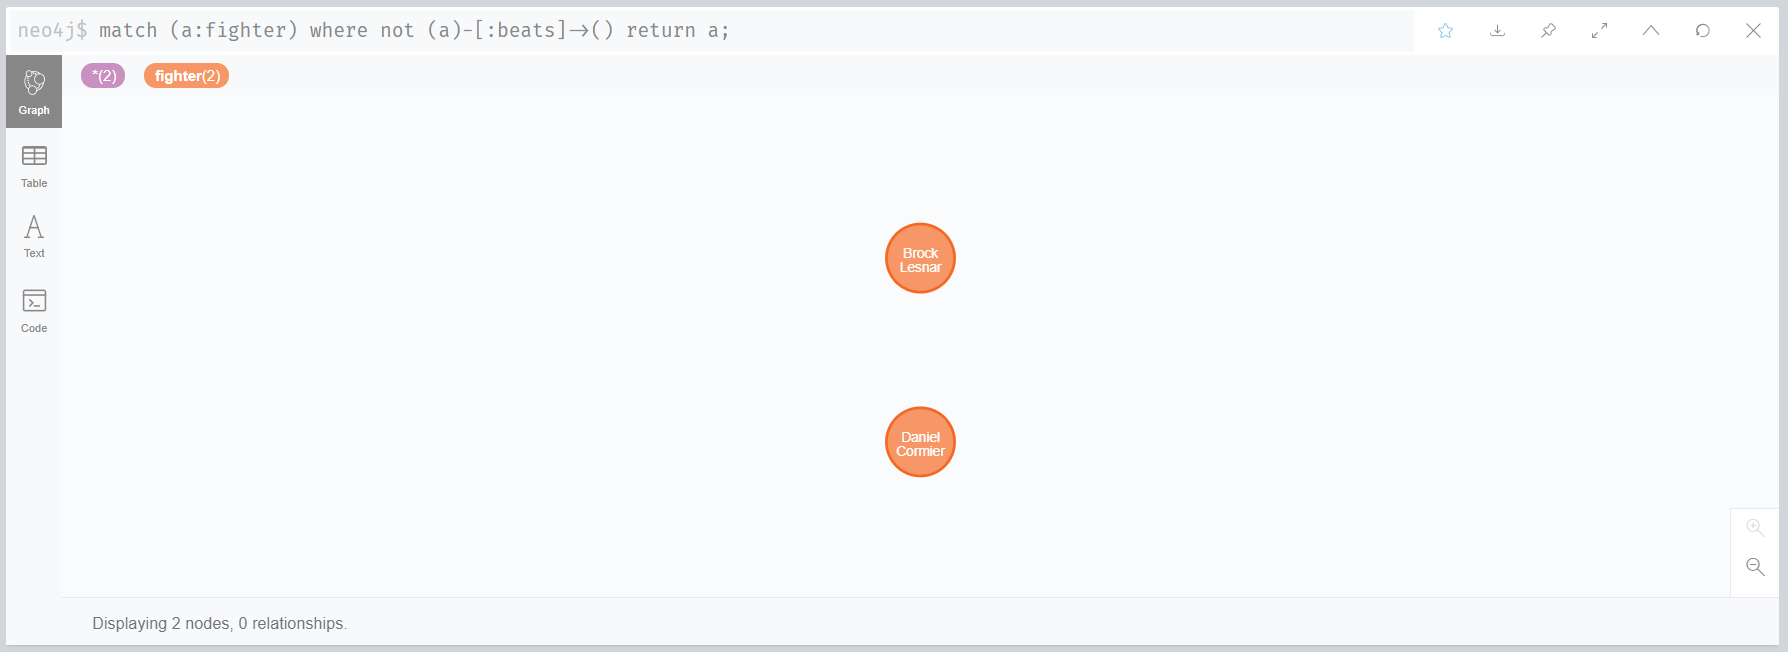 neo4j$ match (a:fighter) where not (a)-[:beats]->() return a;
*(2) fighter(2)
Graph
Table
Text
Code
Brock
Lesnar
Daniel
Cormier
Displaying 2 nodes, 0 relationships.